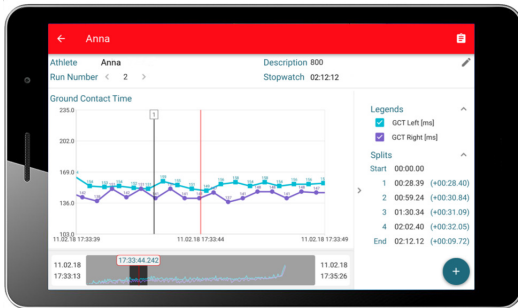 Anna
Athlete Anna
Description 800
Run Number < 2 >
Stopwatch 02:12:12
Ground Contact Time
235.0
202.0
169.0
136.0
103.0
1
11.02.18 17:33:39
11.02.18 17:33:44
11.02.18 17:33:49
17:33:44.242
11.02.18
17:33:13
11.02.18
17:35:26
Legends
GCT Left [ms]
GCT Right [ms]
Splits
Start 00:00.00
1 00:28.39 (+00:28.40)
2 00:59.24 (+00:30.84)
3 01:30.34 (+00:31.09)
4 02:02.40 (+00:32.05)
End 02:12.12 (+00:09.72)
+